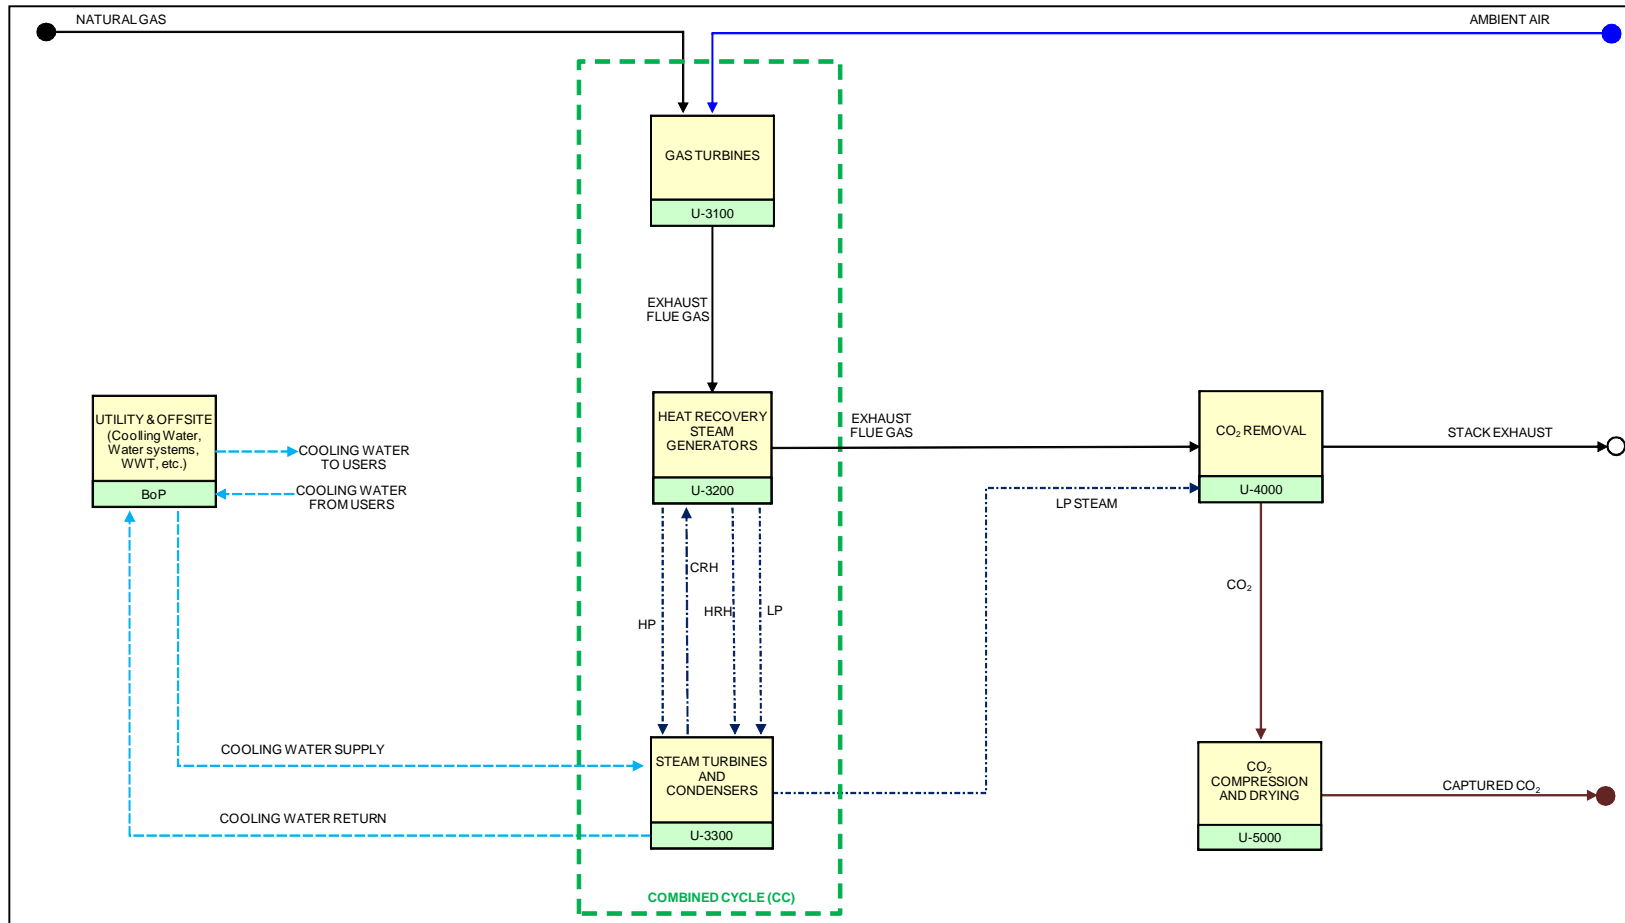 NATURAL GAS
AMBIENT AIR
GAS TURBINES
U-3100
EXHAUST
FLUE GAS
UTILITY & OFFSITE
(Coolling Water,
Water systems,
WWT, etc.)
BoP
COOLING WATER
TO USERS
COOLING WATER
FROM USERS
HEAT RECOVERY
STEAM
GENERATORS
U-3200
EXHAUST
FLUE GAS
CO₂ REMOVAL
U-4000
STACK EXHAUST
LP STEAM
CRH
HP
HRH
LP
CO₂
COOLING WATER SUPPLY
STEAM TURBINES
AND
CONDENSERS
U-3300
COOLING WATER RETURN
CO₂
COMPRESSION
AND DRYING
U-5000
CAPTURED CO₂
COMBINED CYCLE (CC)